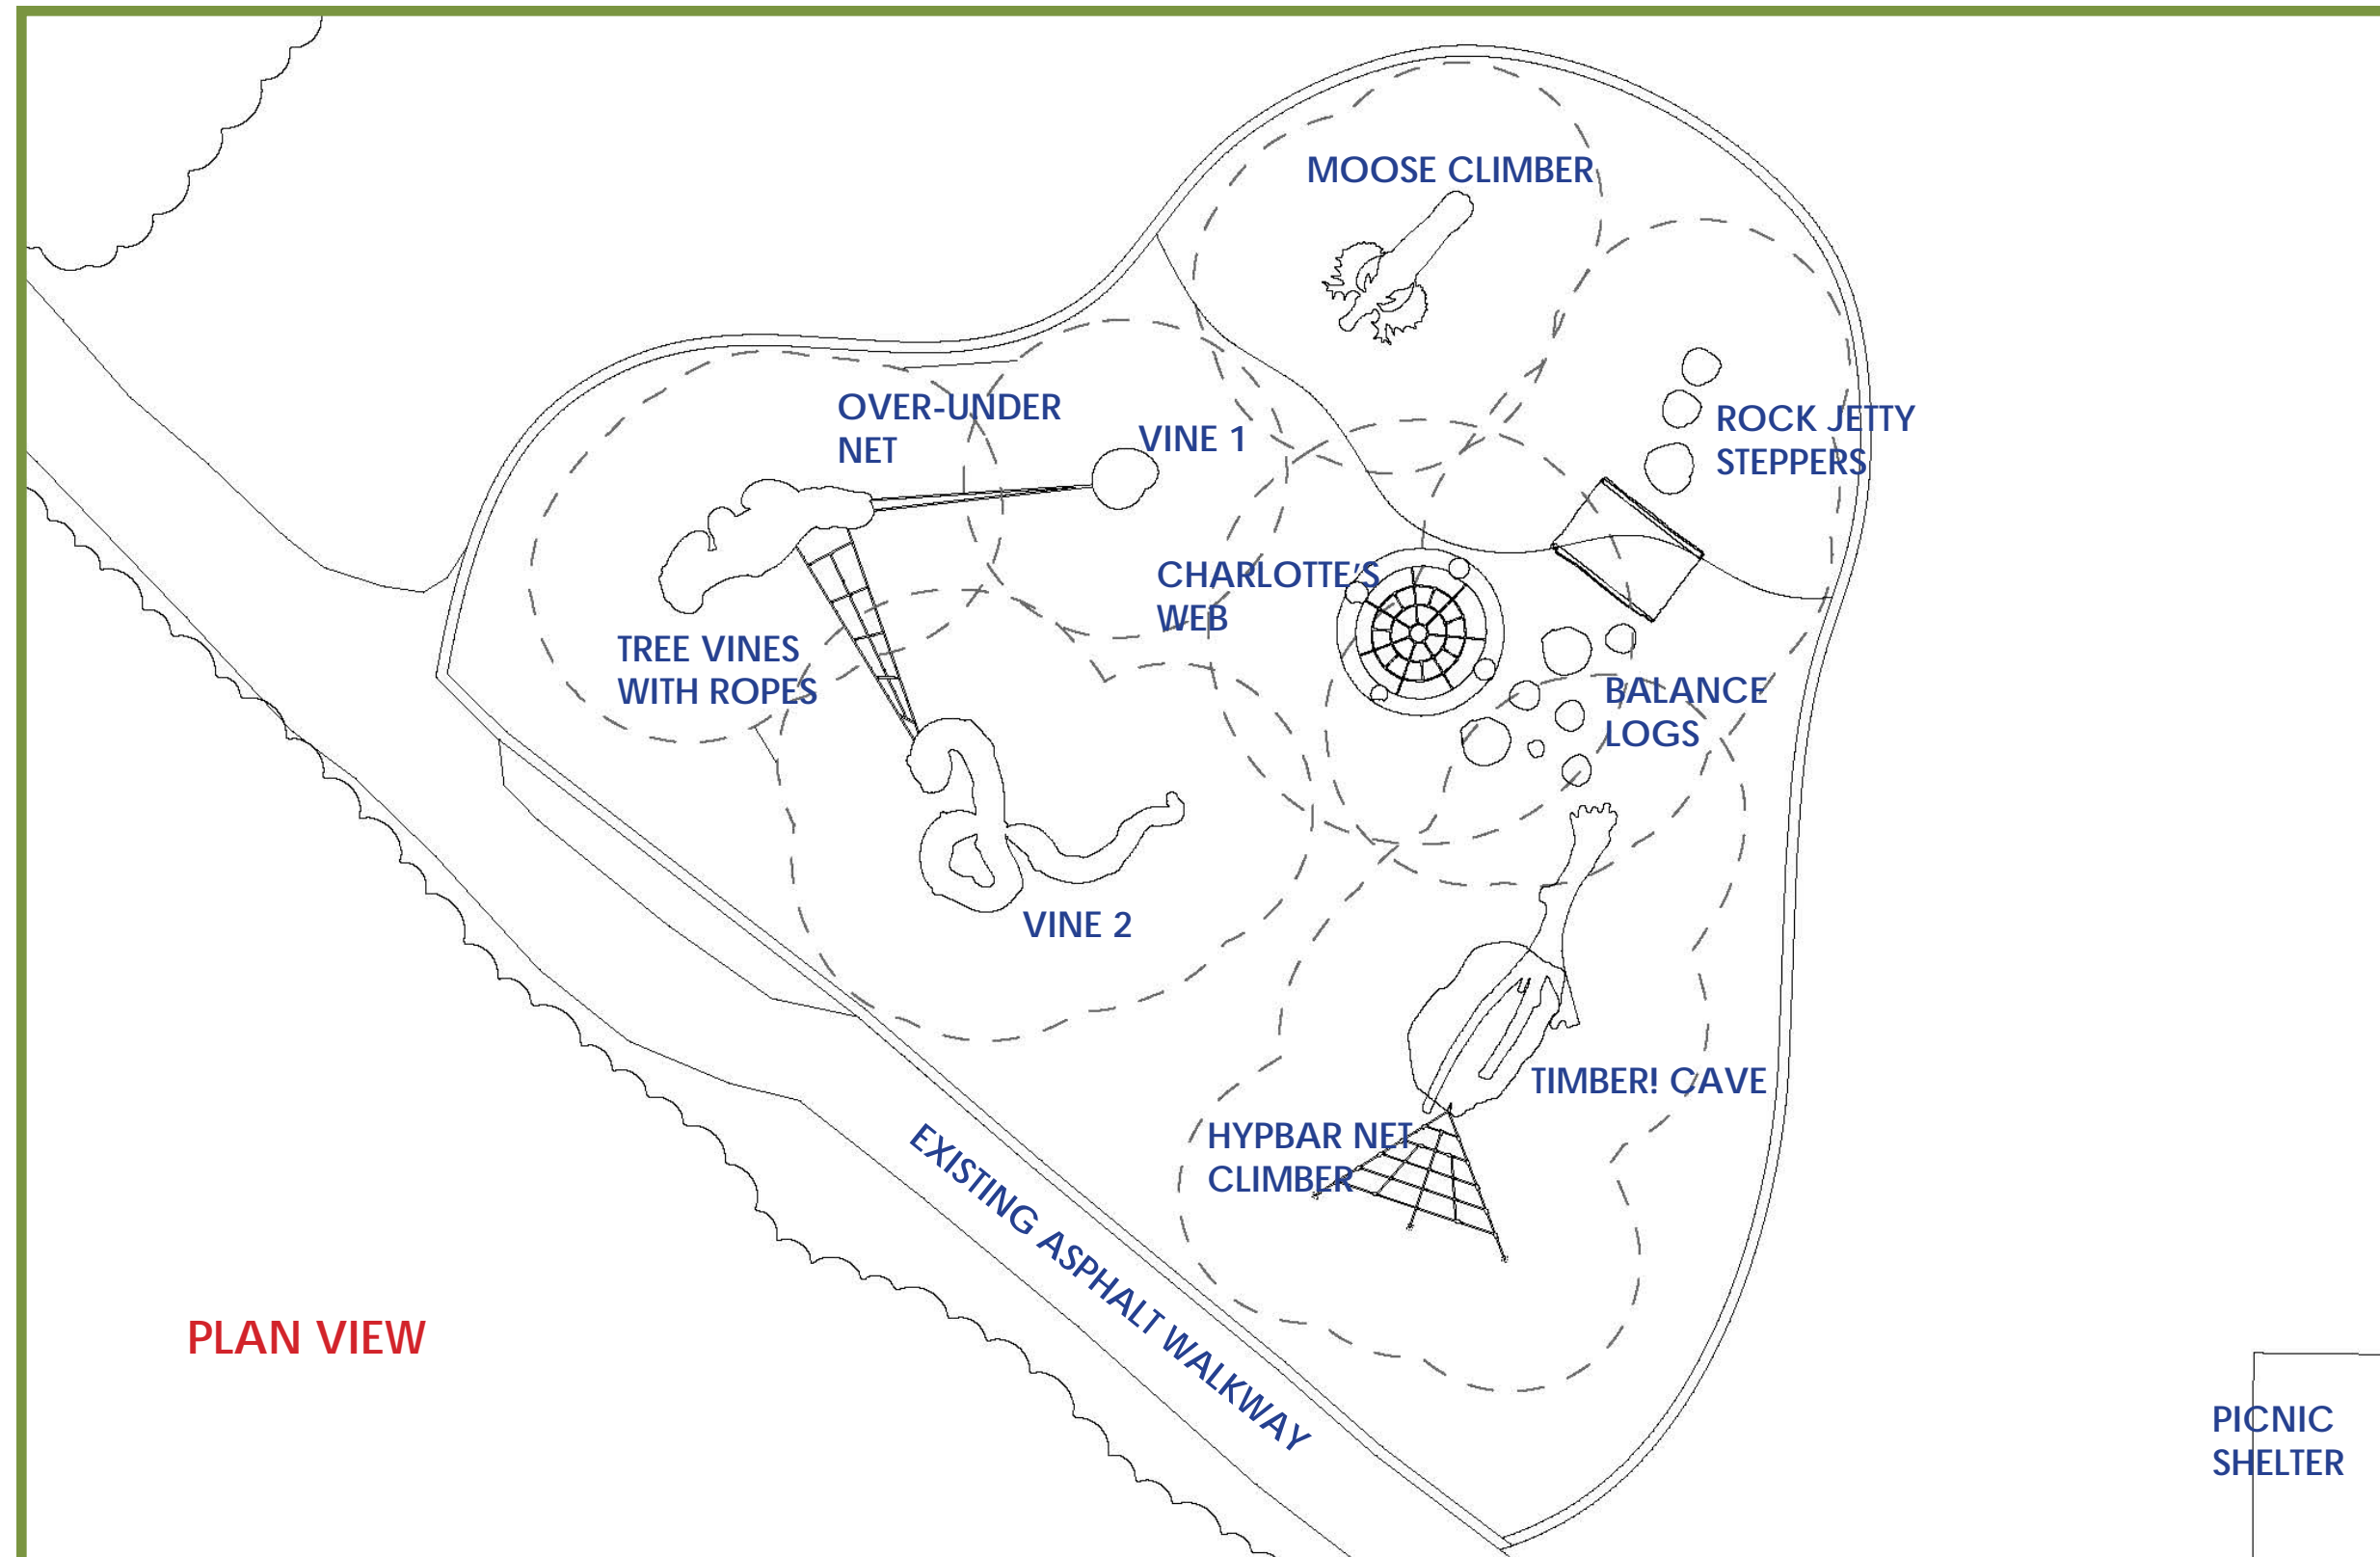 MOOSE CLIMBER
OVER-UNDER
NET
VINE 1
ROCK JETTY
STEPPERS
CHARLOTTE'S
WEB
TREE VINES
WITH ROPES
BALANCE
LOGS
VINE 2
TIMBER! CAVE
HYPBAR NET
CLIMBER
EXISTING ASPHALT WALKWAY
PLAN VIEW
PICNIC
SHELTER